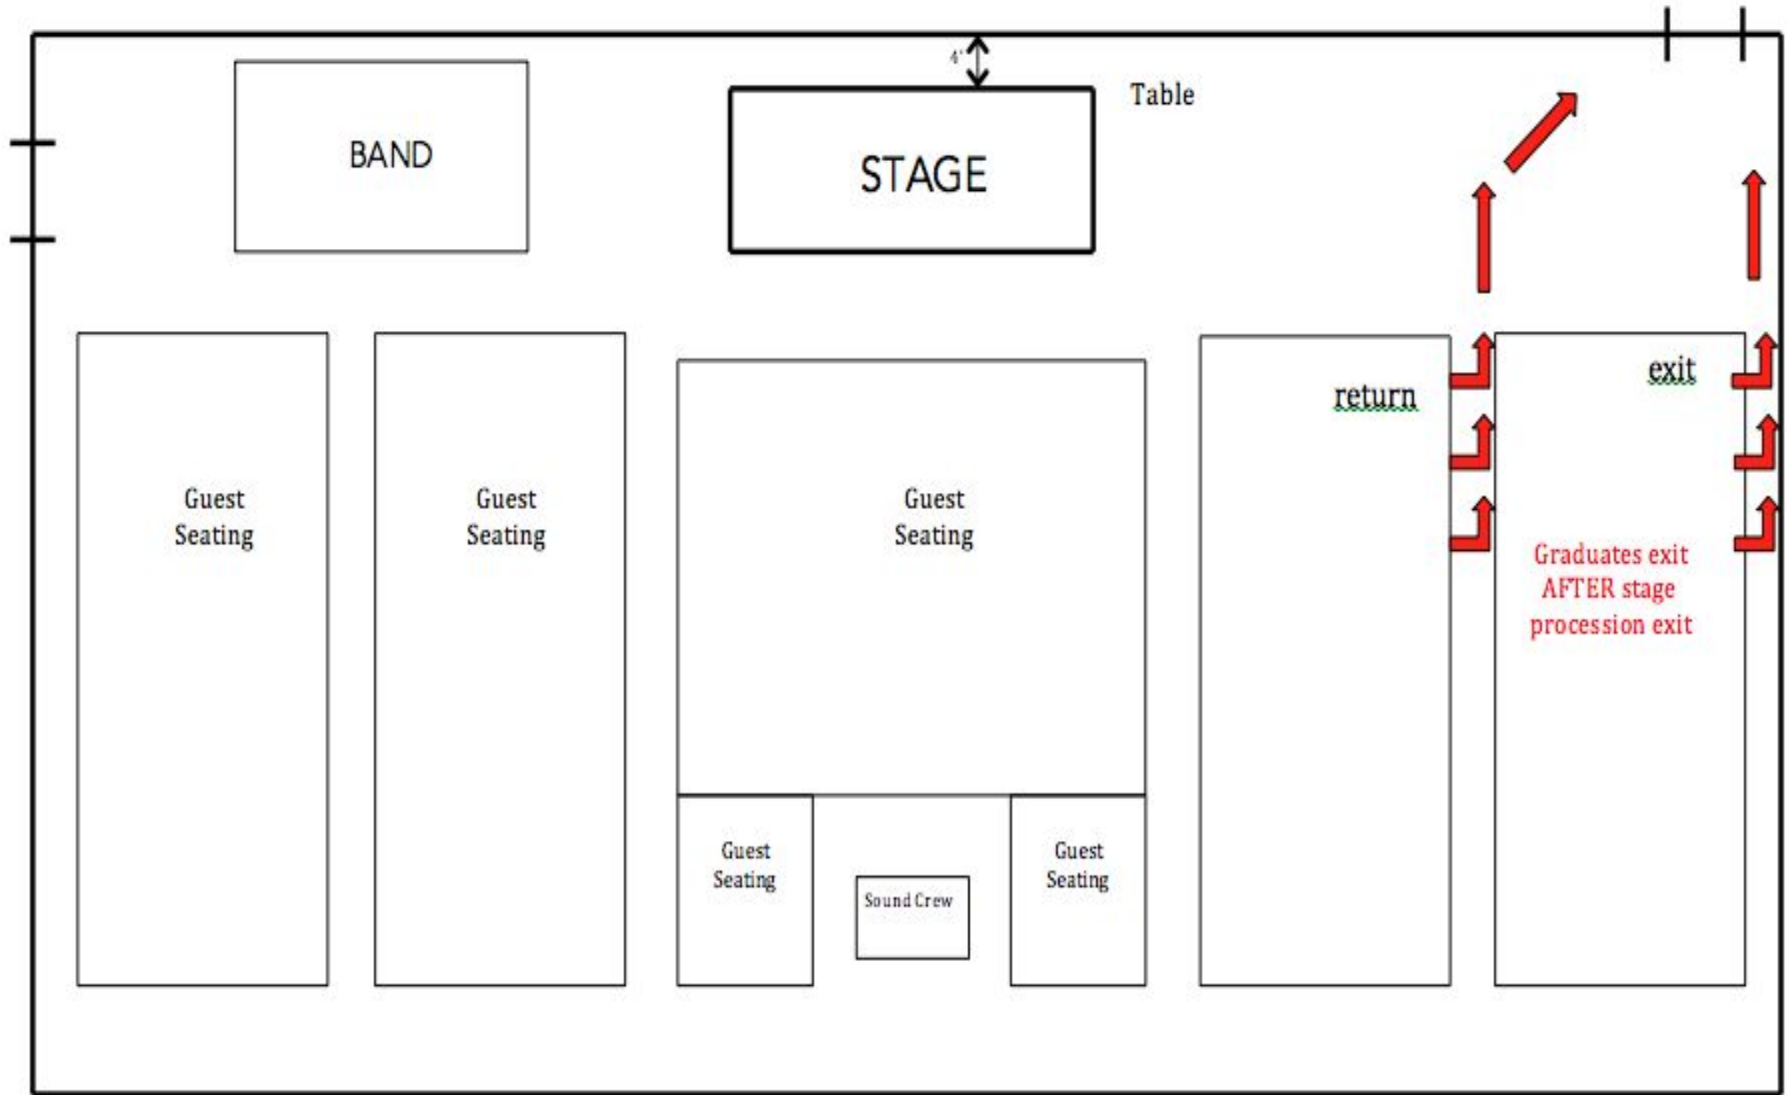 4'
Table
BAND
STAGE
return
exit
Guest
Seating
Guest
Seating
Guest
Seating
Graduates exit
AFTER stage
procession exit
Guest
Seating
Sound Crew
Guest
Seating